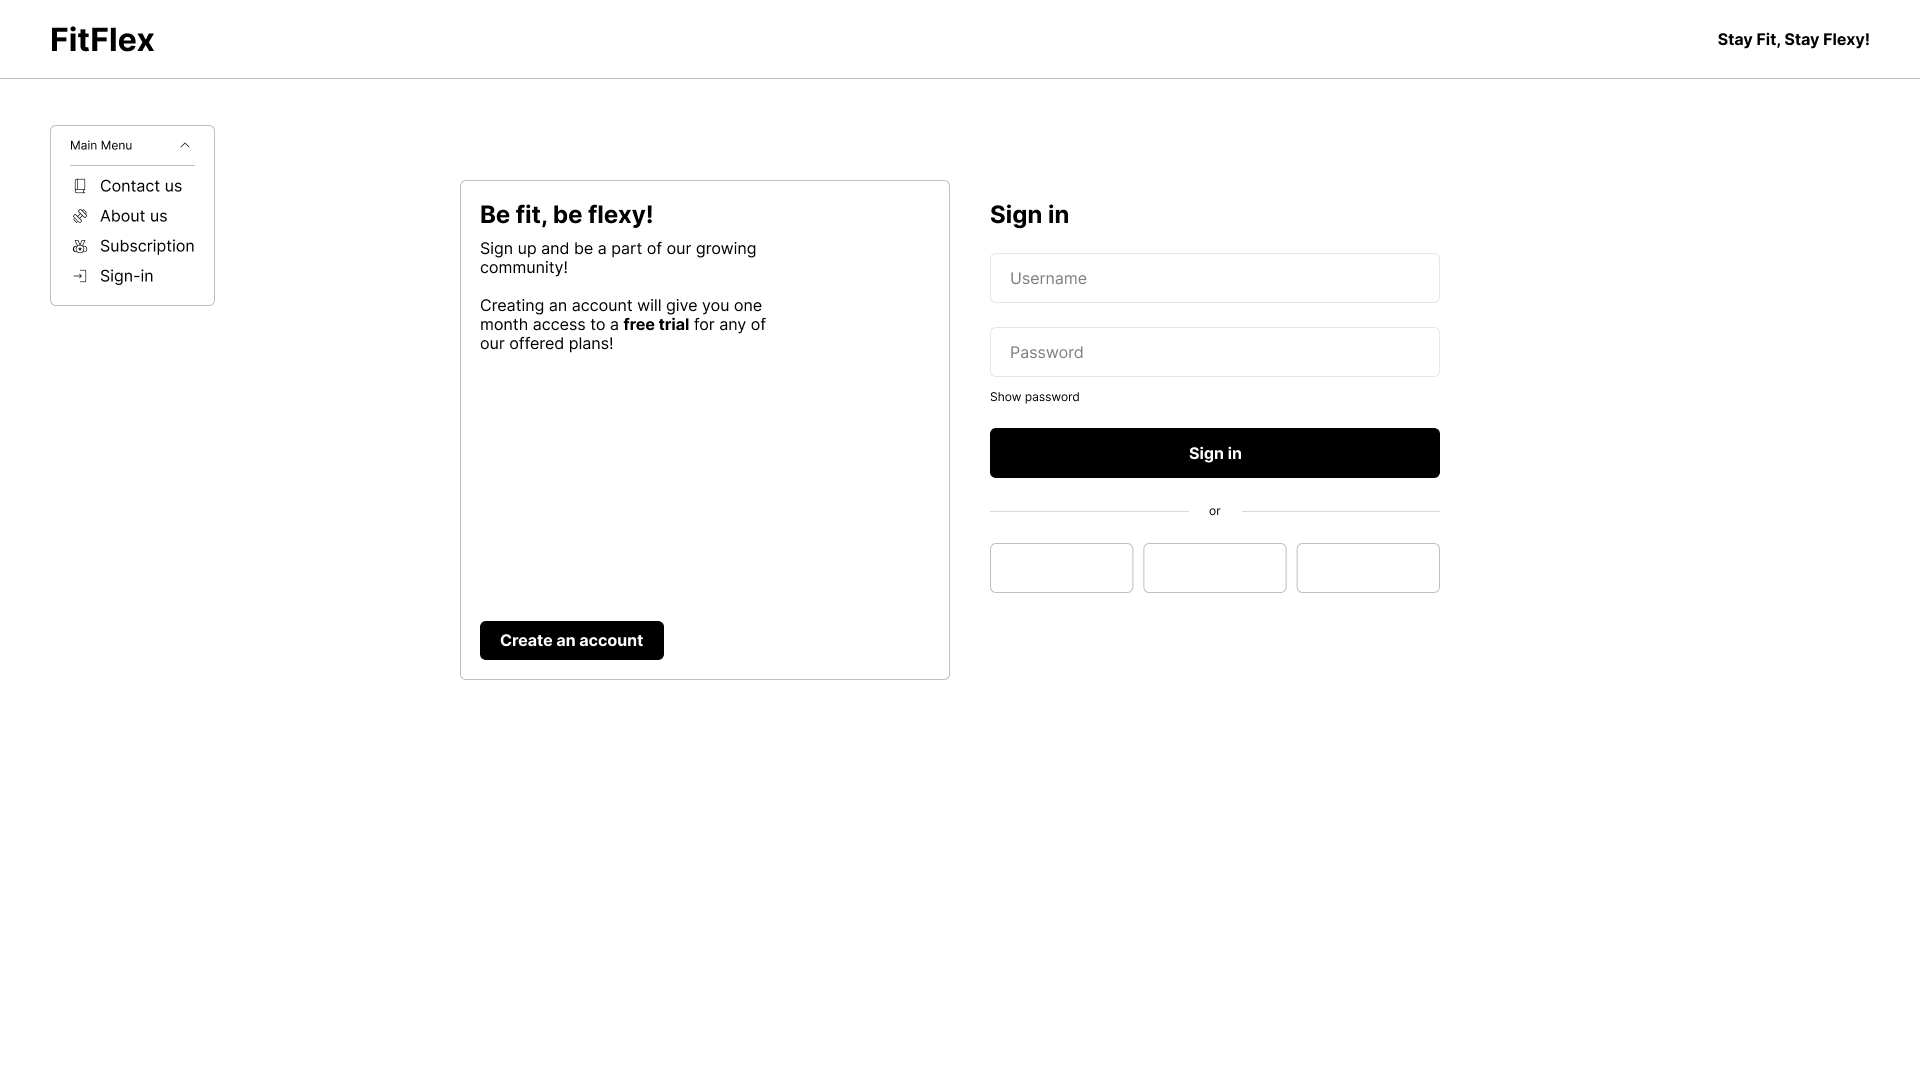 FitFlex
Stay Fit, Stay Flexy!
Main Menu
Contact us
About us
Subscription
Sign-in
Be fit, be flexy!
Sign up and be a part of our growing
community!
Creating an account will give you one
month access to a free trial for any of
our offered plans!
Create an account
Sign in
Username
Password
Show password
Sign in
or